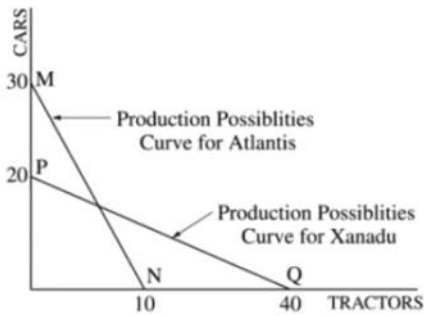 CARS
30 M
Production Possiblities
Curve for Atlantis
20 P
Production Possiblities
Curve for Xanadu
N Q
10 40 TRACTORS